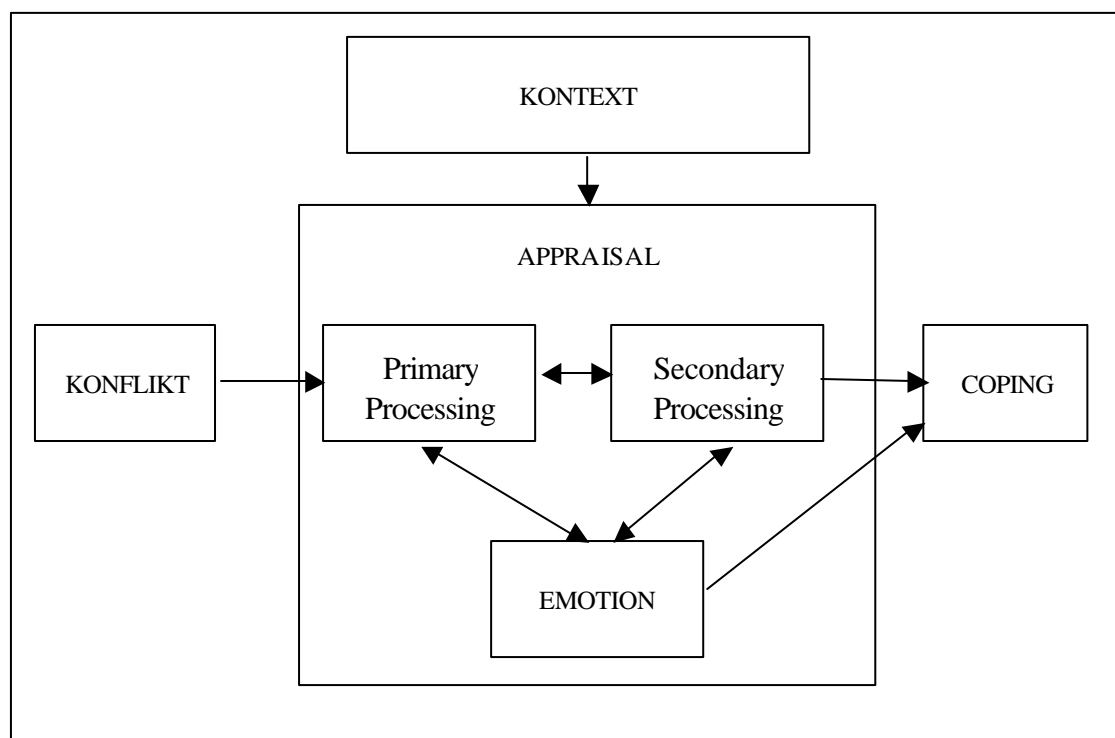 KONTEXT
APPRAISAL
KONFLIKT
Primary
Processing
Secondary
Processing
COPING
EMOTION